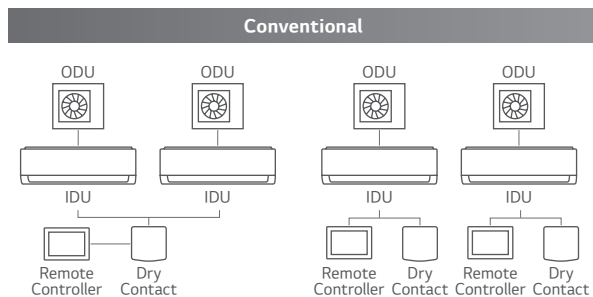 Conventional
ODU ODU ODU ODU
IDU IDU IDU IDU
Remote Dry Remote Dry Remote Dry
Controller Contact Controller Contact Controller Contact